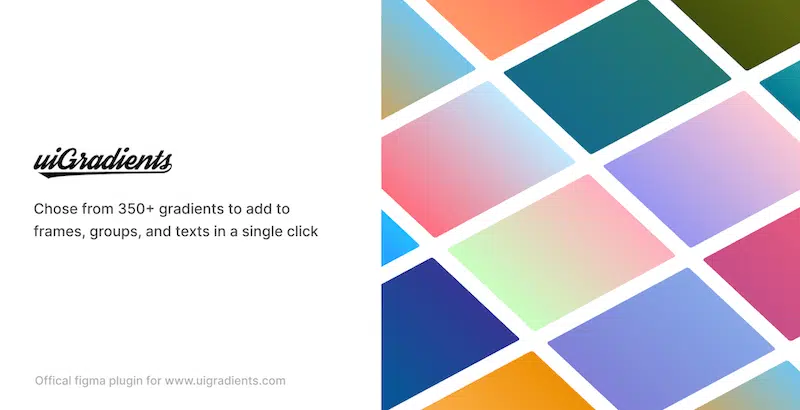 uiGradients
Chose from 350+ gradients to add to
frames, groups, and texts in a single click
Offical figma plugin for www.uigradients.com